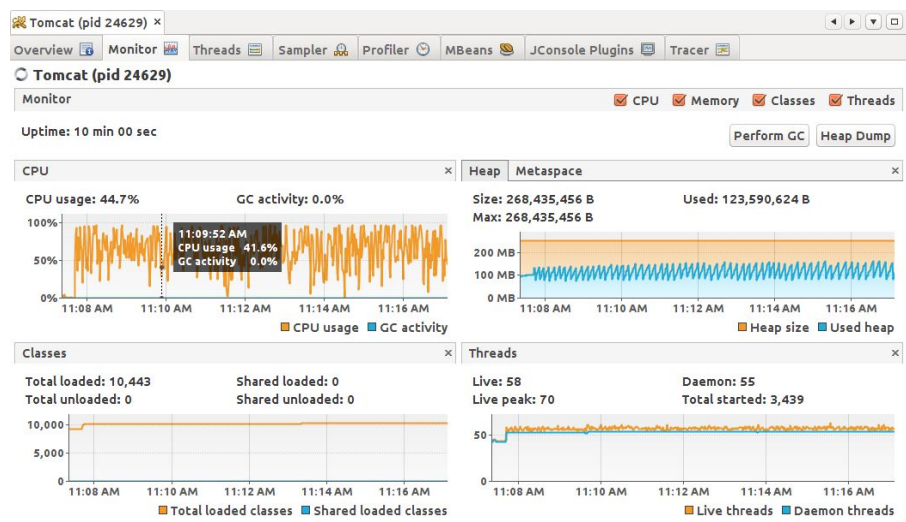 Tomcat (pid 24629) ×
Overview Monitor Threads Sampler Profiler MBeans JConsole Plugins Tracer
Tomcat (pid 24629)
Monitor CPU Memory Classes Threads
Uptime: 10 min 00 sec
Perform GC Heap Dump
CPU ×
CPU usage: 44.7% GC activity: 0.0%
100%
50%
0%
11:09:52 AM
CPU usage 41.6%
GC activity 0.0%
11:08 AM 11:10 AM 11:12 AM 11:14 AM 11:16 AM
CPU usage GC activity
Heap Metaspace ×
Size: 268,435,456 B Used: 123,590,624 B
Max: 268,435,456 B
200 MB
100 MB
0 MB
11:08 AM 11:10 AM 11:12 AM 11:14 AM 11:16 AM
Heap size Used heap
Classes ×
Total loaded: 10,443 Shared loaded: 0
Total unloaded: 0 Shared unloaded: 0
10,000
5,000
0
11:08 AM 11:10 AM 11:12 AM 11:14 AM 11:16 AM
Total loaded classes Shared loaded classes
Threads ×
Live: 58 Daemon: 55
Live peak: 70 Total started: 3,439
50
0
11:08 AM 11:10 AM 11:12 AM 11:14 AM 11:16 AM
Live threads Daemon threads